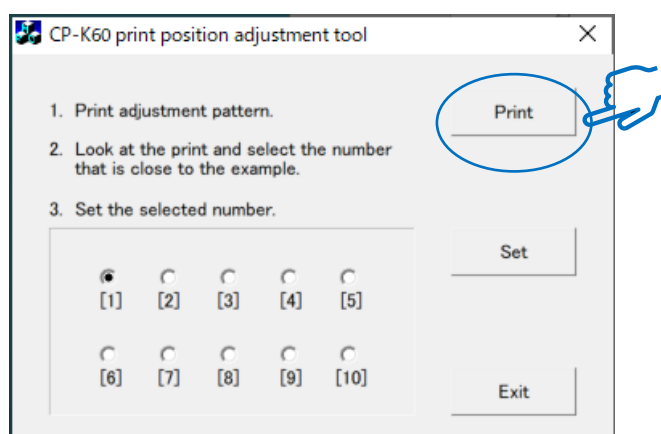 CP-K60 print position adjustment tool
1. Print adjustment pattern.
Print
2. Look at the print and select the number
that is close to the example.
3. Set the selected number.
Set
[1] [2] [3] [4] [5]
[6] [7] [8] [9] [10]
Exit